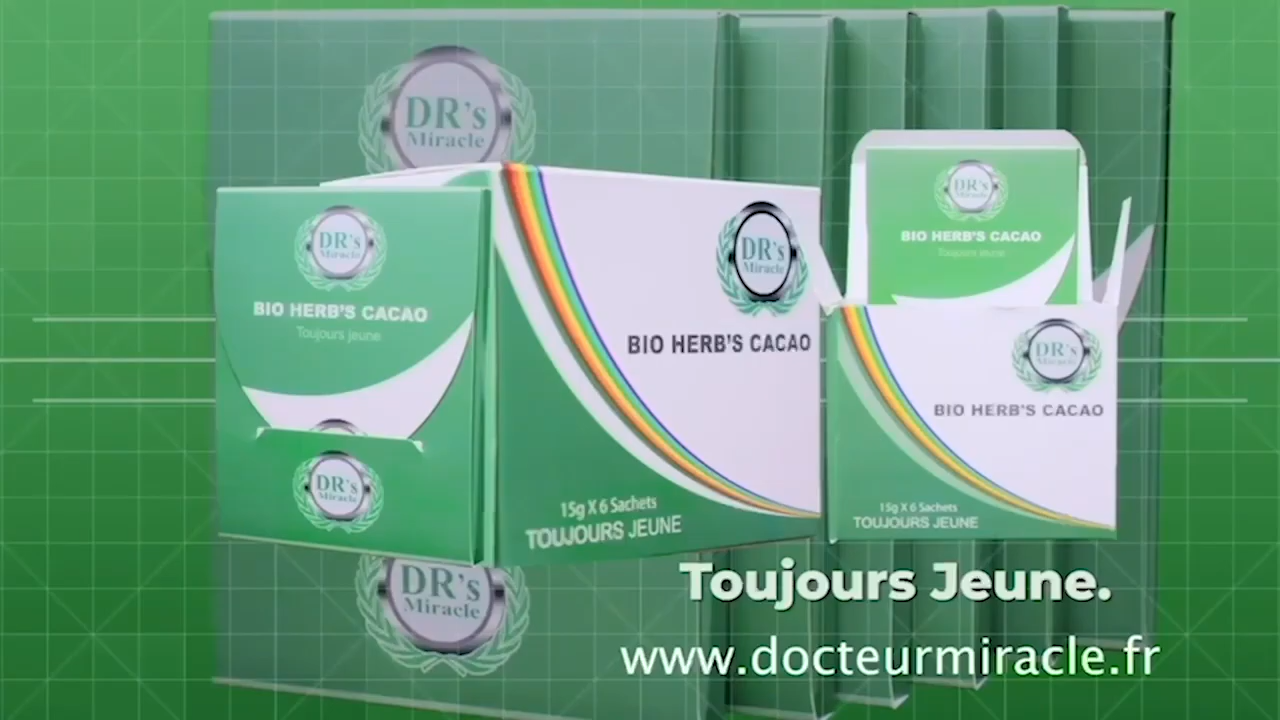 DR's
Miracle
DR's
Miracle
BIO HERB'S CACAO
Toujours jeune
DR's
Miracle
DR's
Miracle
BIO HERB'S CACAO
15g X 6 Sachets
TOUJOURS JEUNE
DR's
Miracle
BIO HERB'S CACAO
Toujours jeune
DR's
Miracle
BIO HERB'S CACAO
15g X 6 Sachets
TOUJOURS JEUNE
DR's
Miracle
Toujours Jeune.
www.docteurmiracle.fr